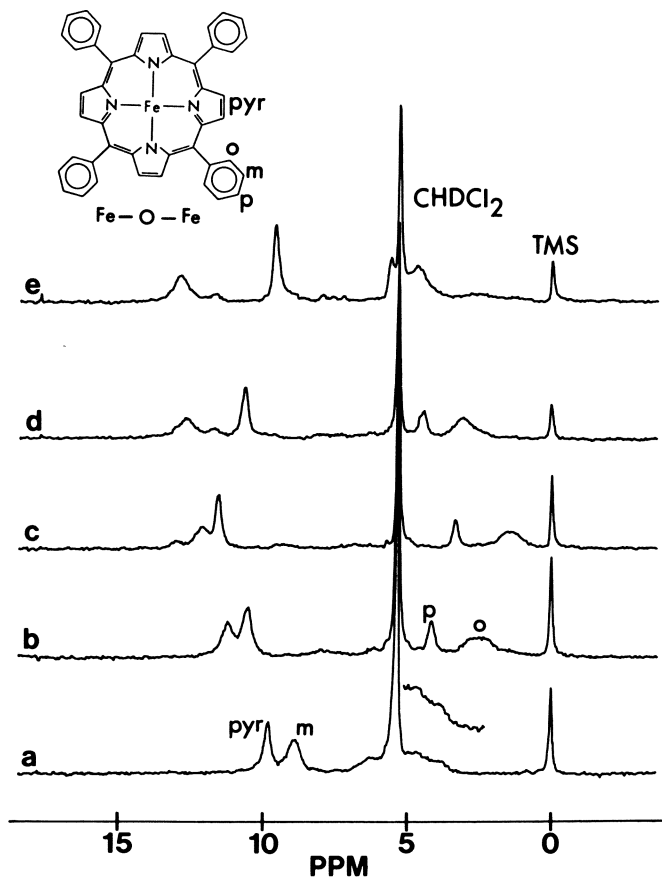 N
N Fe N pyr
N
o
m
p
Fe – O – Fe
CHDCl₂
TMS
e
d
c
b
p
o
a
pyr
m
15 10 5 0
PPM